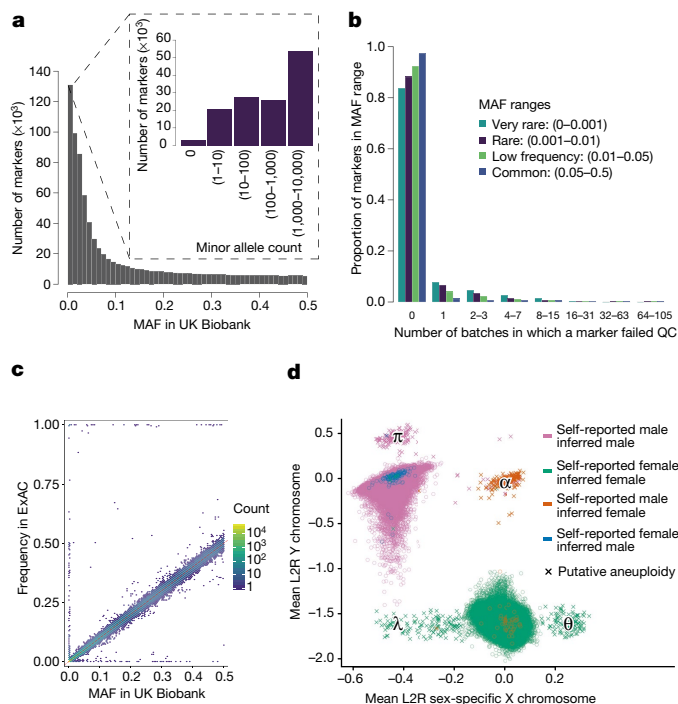 a
Number of markers (×10³)
140
120
100
80
60
40
20
0
0.0
0.1
0.2
0.3
0.4
0.5
MAF in UK Biobank
Number of markers (×10³)
60
50
40
30
20
10
0
0
(1–10)
(10–100)
(100–1,000)
(1,000–10,000)
Minor allele count
b
Proportion of markers in MAF range
1.0
0.8
0.6
0.4
0.2
0.0
MAF ranges
Very rare: (0–0.001)
Rare: (0.001–0.01)
Low frequency: (0.01–0.05)
Common: (0.05–0.5)
0
1
2–3
4–7
8–15
16–31
32–63
64–105
Number of batches in which a marker failed QC
c
Frequency in ExAC
1.00
0.75
0.50
0.25
0.00
0
0.1
0.2
0.3
0.4
0.5
MAF in UK Biobank
Count
10⁴
10³
10²
10
1
d
Mean L2R Y chromosome
0.5
0.0
−0.5
−1.0
−1.5
−2.0
−0.6
−0.4
−0.2
0.0
0.2
Mean L2R sex-specific X chromosome
π
α
λ
θ
Self-reported male
inferred male
Self-reported female
inferred female
Self-reported male
inferred female
Self-reported female
inferred male
× Putative aneuploidy